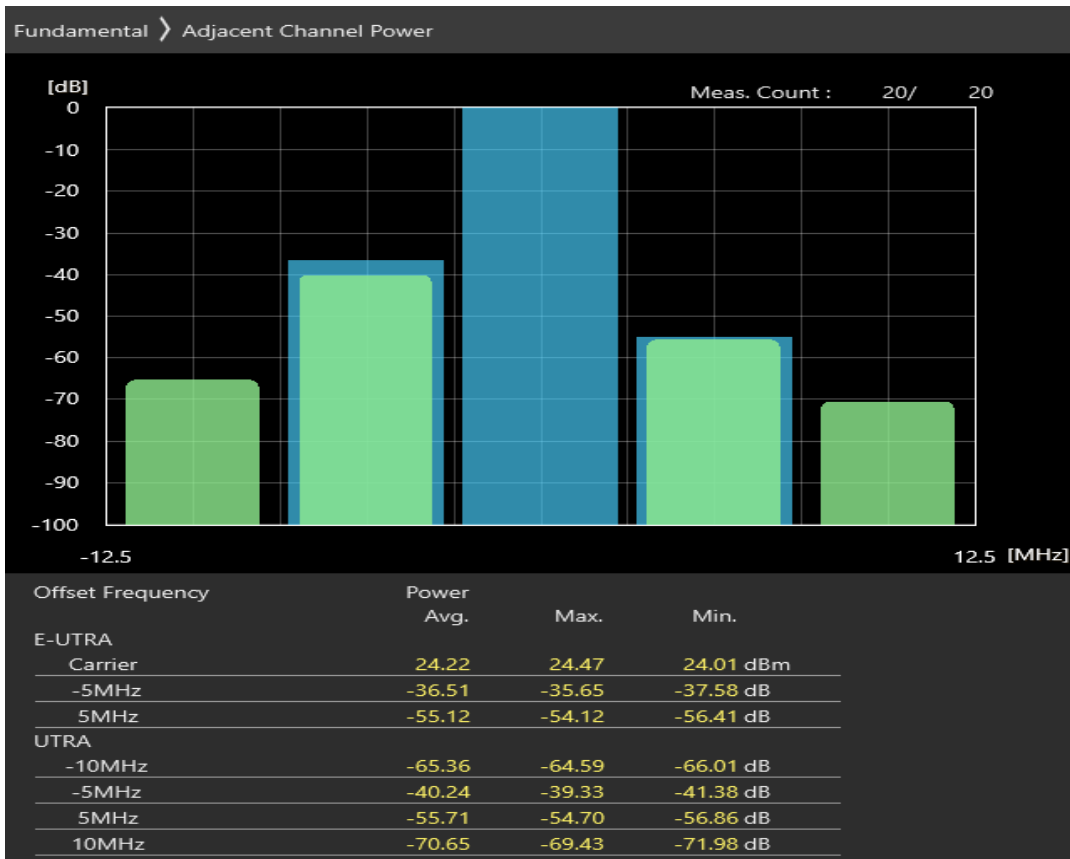 Fundamental 〉 Adjacent Channel Power
[dB]
Meas. Count : 20/ 20
0
-10
-20
-30
-40
-50
-60
-70
-80
-90
-100
-12.5 12.5 [MHz]
Offset Frequency Power
Avg. Max. Min.
E-UTRA
Carrier 24.22 24.47 24.01 dBm
-5MHz -36.51 -35.65 -37.58 dB
5MHz -55.12 -54.12 -56.41 dB
UTRA
-10MHz -65.36 -64.59 -66.01 dB
-5MHz -40.24 -39.33 -41.38 dB
5MHz -55.71 -54.70 -56.86 dB
10MHz -70.65 -69.43 -71.98 dB